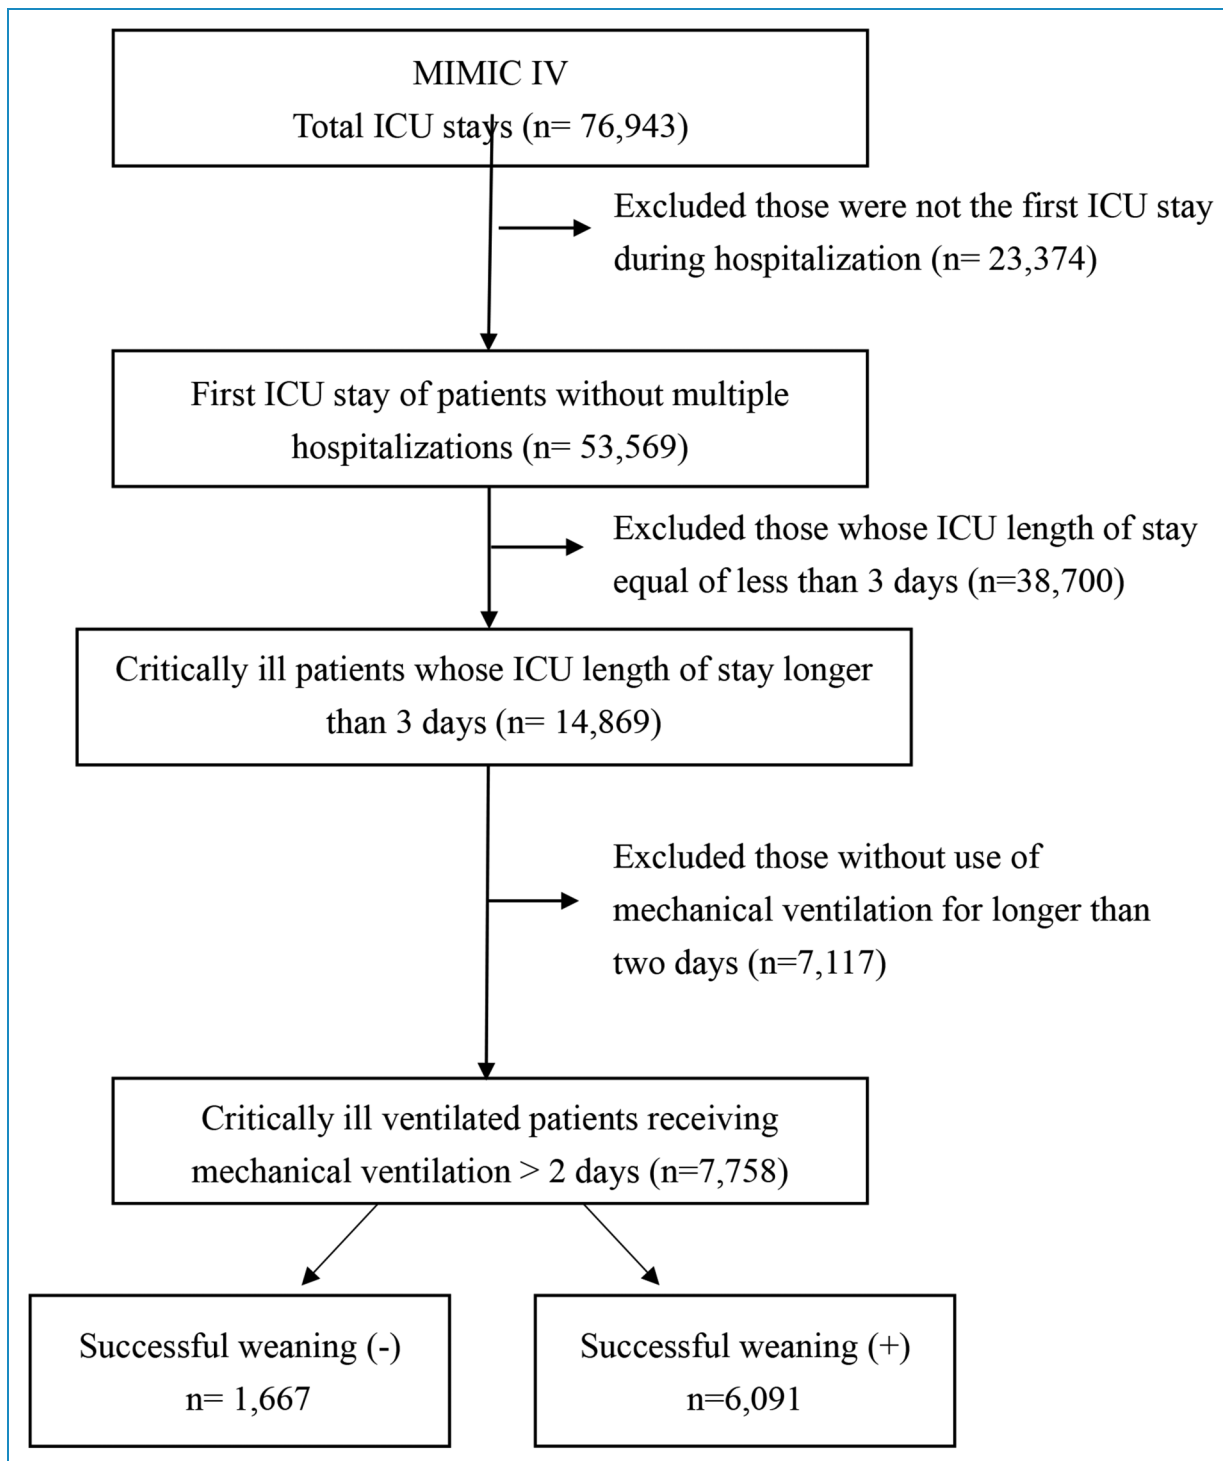 MIMIC IV
Total ICU stays (n= 76,943)
Excluded those were not the first ICU stay
during hospitalization (n= 23,374)
First ICU stay of patients without multiple
hospitalizations (n= 53,569)
Excluded those whose ICU length of stay
equal of less than 3 days (n=38,700)
Critically ill patients whose ICU length of stay longer
than 3 days (n= 14,869)
Excluded those without use of
mechanical ventilation for longer than
two days (n=7,117)
Critically ill ventilated patients receiving
mechanical ventilation > 2 days (n=7,758)
Successful weaning (-)
n= 1,667
Successful weaning (+)
n=6,091